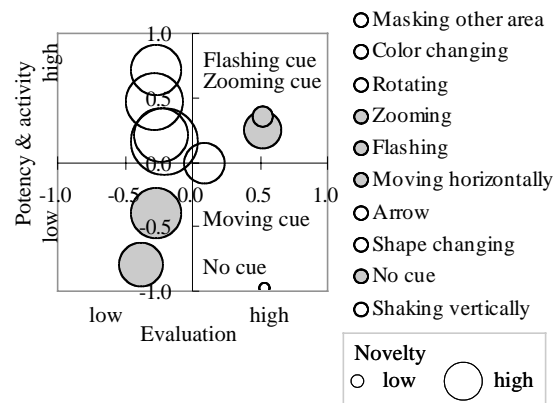 Potency & activity
low
high
1.0
0.5
0.0
-1.0
-0.5
0.0
0.5
1.0
-0.5
-1.0
Flashing cue
Zooming cue
Moving cue
No cue
low
high
Evaluation
Masking other area
Color changing
Rotating
Zooming
Flashing
Moving horizontally
Arrow
Shape changing
No cue
Shaking vertically
Novelty
low
high